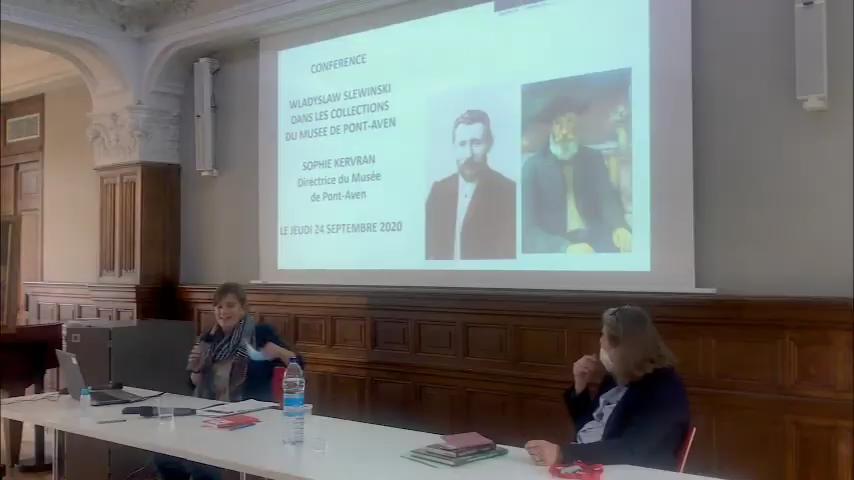 CONFERENCE
WLADYSLAW SLEWINSKI
DANS LES COLLECTIONS
DU MUSÉE DE PONT-AVEN
SOPHIE KERVRAN
Directrice du Musée
de Pont-Aven
LE JEUDI 24 SEPTEMBRE 2020